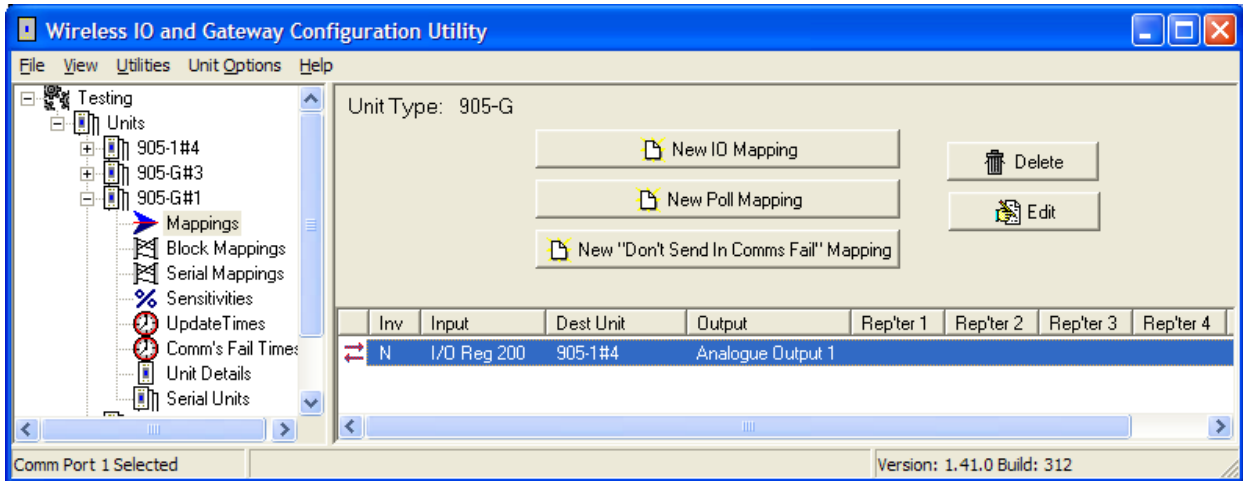 Wireless IO and Gateway Configuration Utility
File View Utilities Unit Options Help
Testing
Units
905-1#4
905-G#3
905-G#1
Mappings
Block Mappings
Serial Mappings
Sensitivities
UpdateTimes
Comm's Fail Times
Unit Details
Serial Units
Unit Type: 905-G
New IO Mapping
New Poll Mapping
New "Don't Send In Comms Fail" Mapping
Delete
Edit
Inv Input Dest Unit Output Rep'ter 1 Rep'ter 2 Rep'ter 3 Rep'ter 4
N I/O Reg 200 905-1#4 Analogue Output 1
Comm Port 1 Selected
Version: 1.41.0 Build: 312